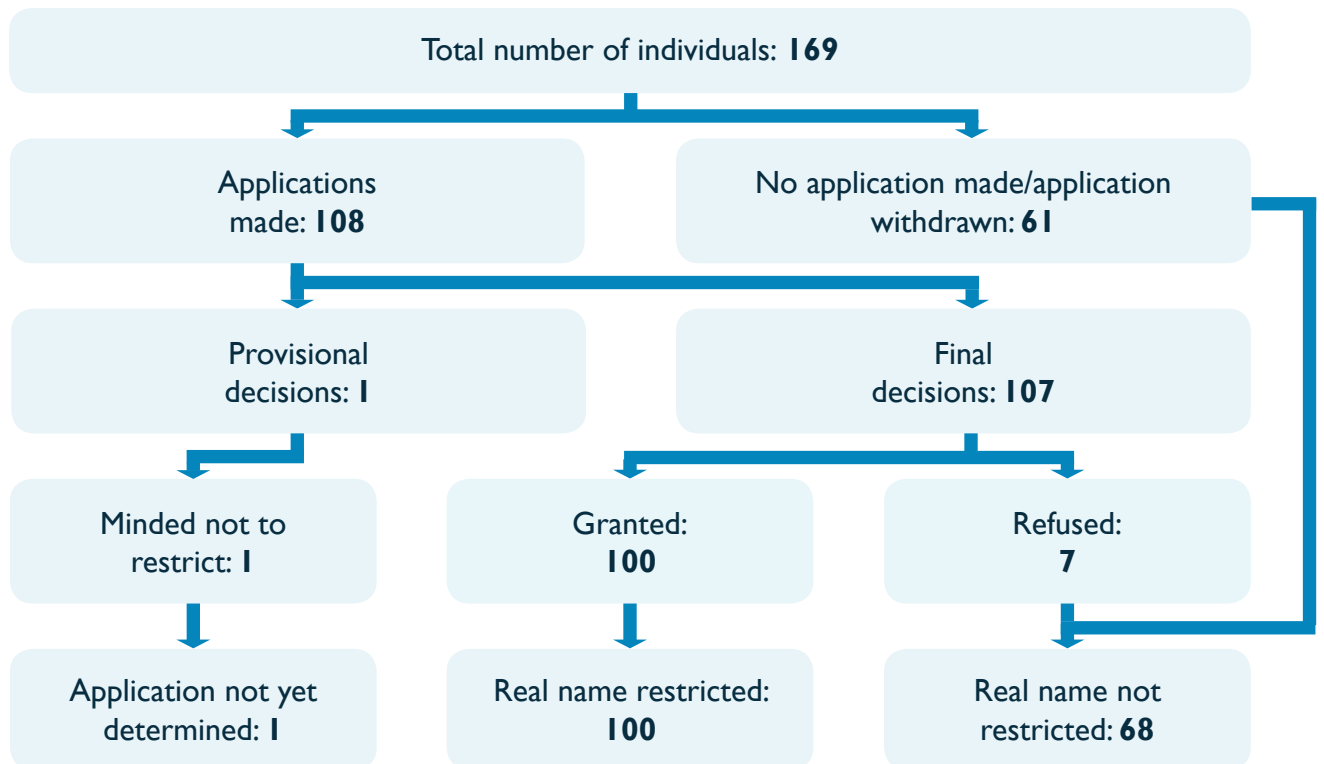 Total number of individuals: 169
Applications
made: 108
No application made/application
withdrawn: 61
Provisional
decisions: 1
Final
decisions: 107
Minded not to
restrict: 1
Granted:
100
Refused:
7
Application not yet
determined: 1
Real name restricted:
100
Real name not
restricted: 68